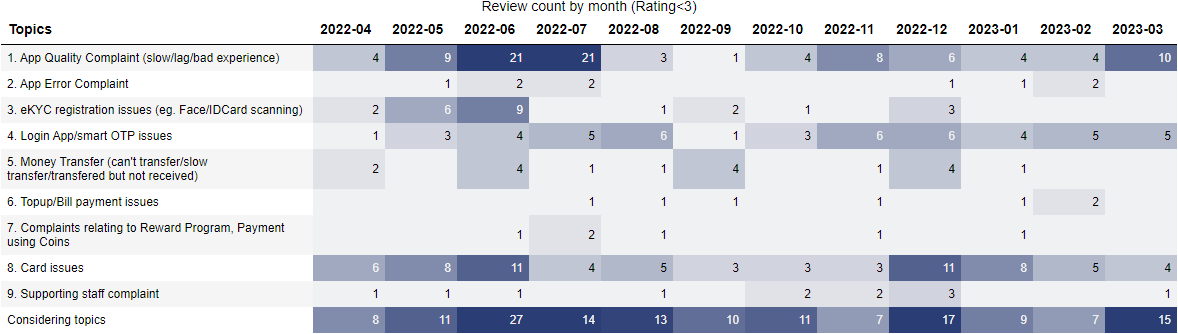 Review count by month (Rating<3)
Topics 2022-04 2022-05 2022-06 2022-07 2022-08 2022-09 2022-10 2022-11 2022-12 2023-01 2023-02 2023-03
1. App Quality Complaint (slow/lag/bad experience) 4 9 21 21 3 1 4 8 6 4 4 10
2. App Error Complaint 1 2 2 1 1 2
3. eKYC registration issues (eg. Face/IDCard scanning) 2 6 9 1 2 1 3
4. Login App/smart OTP issues 1 3 4 5 6 1 3 6 6 4 5 5
5. Money Transfer (can't transfer/slow
transfer/transfered but not received) 2 4 1 1 4 1 4 1
6. Topup/Bill payment issues 1 1 1 1 1 2
7. Complaints relating to Reward Program, Payment
using Coins 1 2 1 1 1
8. Card issues 6 8 11 4 5 3 3 3 11 8 5 4
9. Supporting staff complaint 1 1 1 1 2 2 3 1
Considering topics 8 11 27 14 13 10 11 7 17 9 7 15